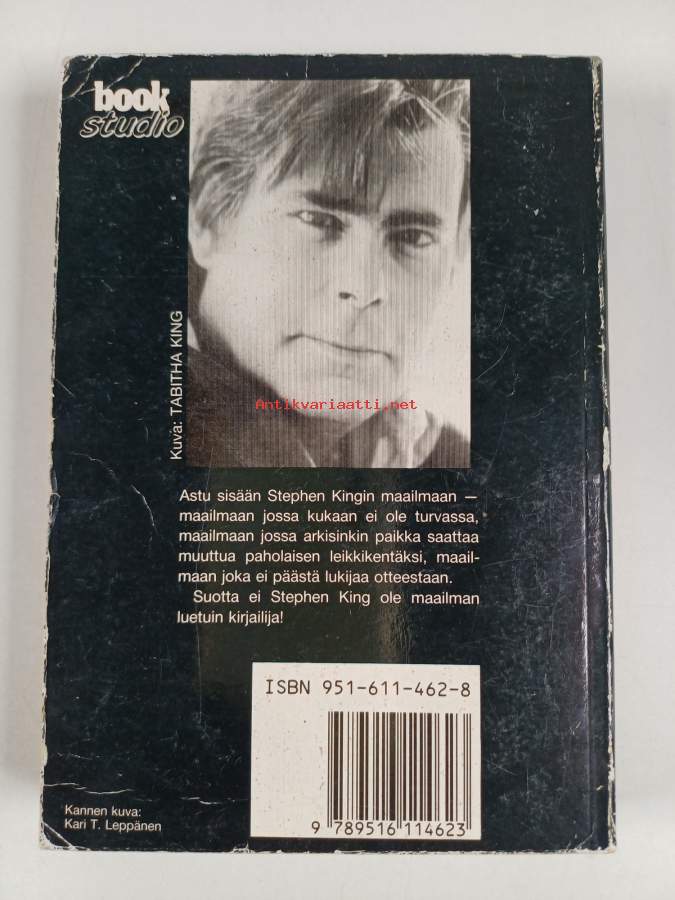 book
studio
Kuva: TABITHA KING
Antikvariaatti.net
Astu sisään Stephen Kingin maailmaan —
maailmaan jossa kukaan ei ole turvassa,
maailmaan jossa arkisinkin paikka saattaa
muuttua paholaisen leikkikentäksi, maail-
maan joka ei päästä lukijaa otteestaan.
Suotta ei Stephen King ole maailman
luetuin kirjailija!
ISBN 951-611-462-8
9 789516 114623
Kannen kuva:
Kari T. Leppänen